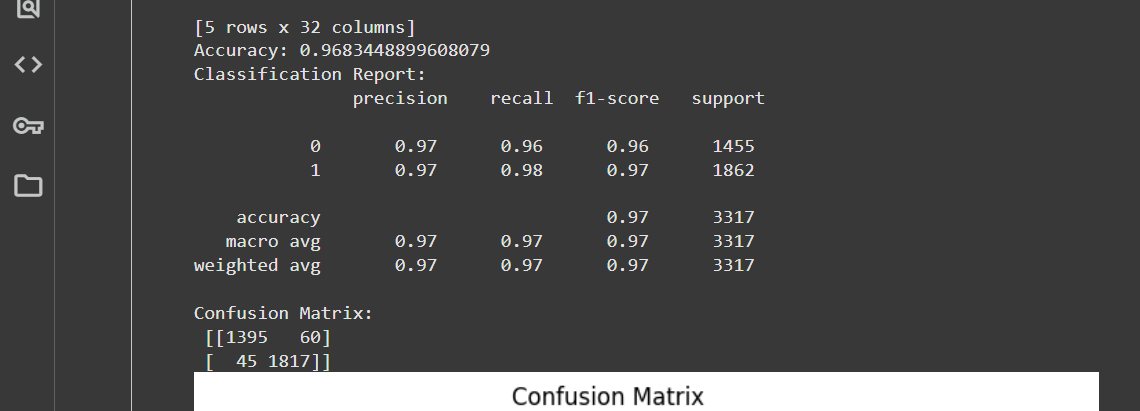 [5 rows x 32 columns]
Accuracy: 0.9683448899608079
Classification Report:
              precision    recall  f1-score   support

           0       0.97      0.96      0.96      1455
           1       0.97      0.98      0.97      1862

    accuracy                           0.97      3317
   macro avg       0.97      0.97      0.97      3317
weighted avg       0.97      0.97      0.97      3317

Confusion Matrix:
 [[1395   60]
 [  45 1817]]
Confusion Matrix